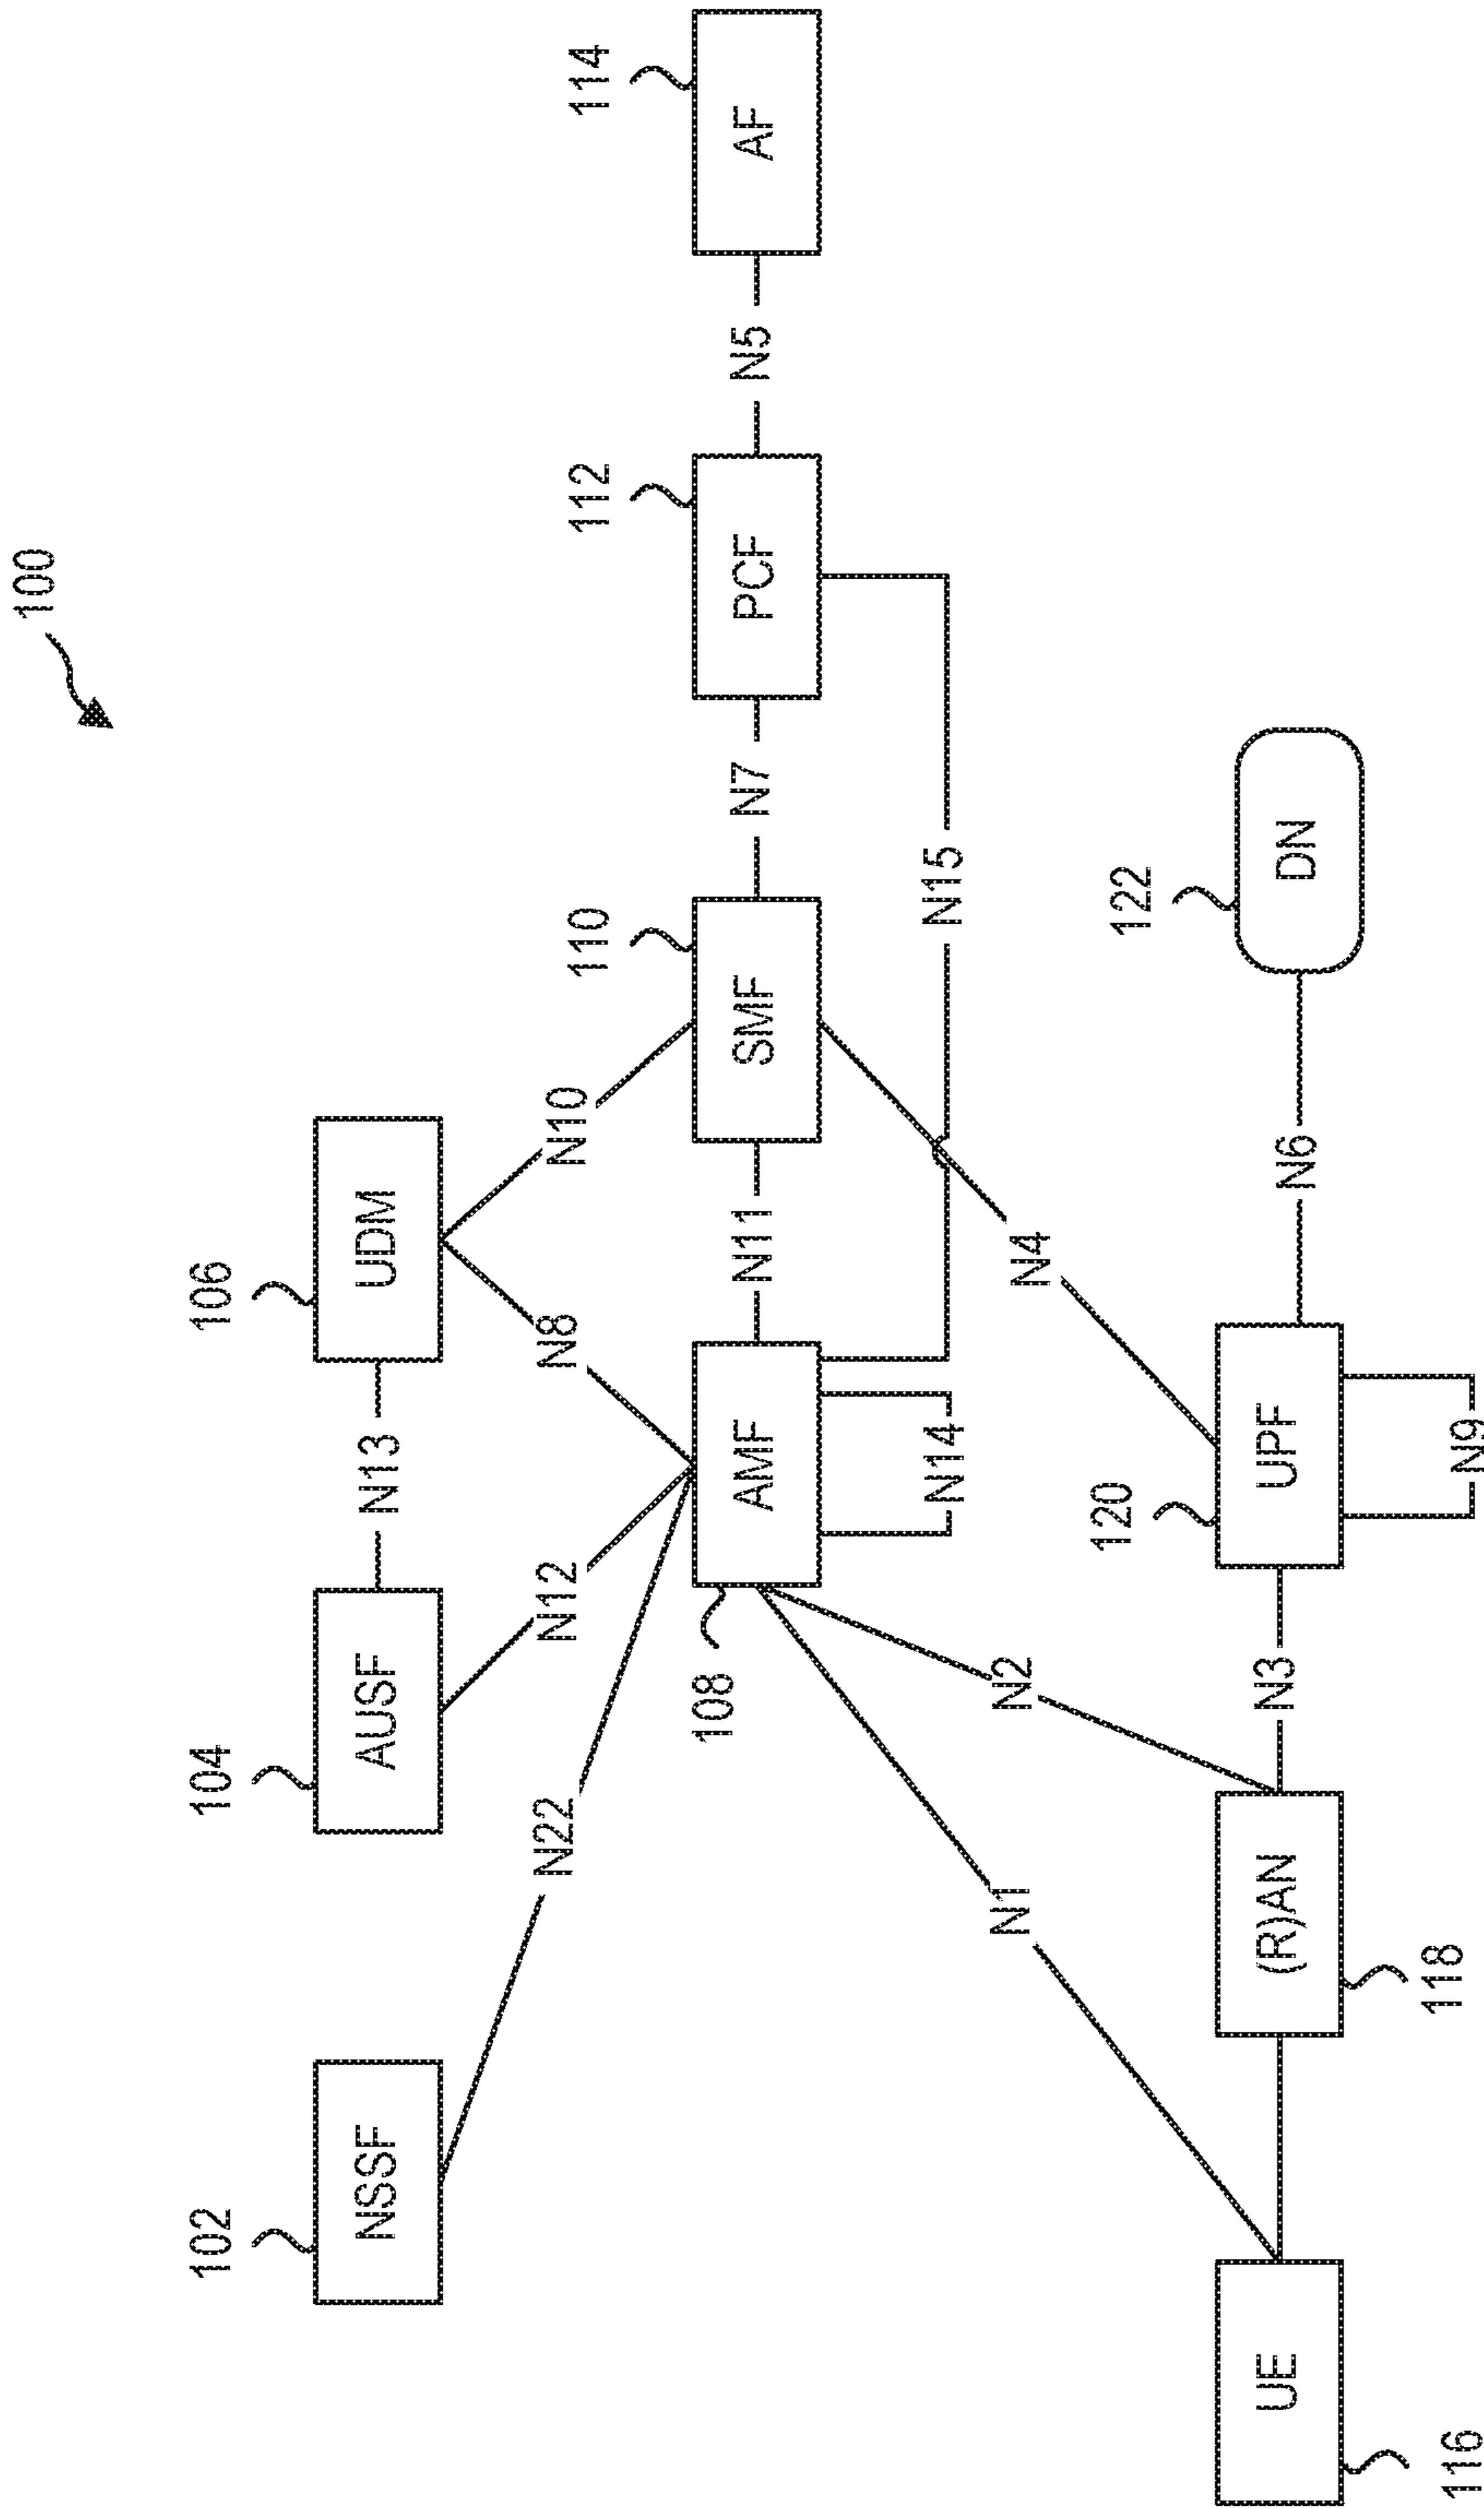 100
102
104
106
NSSF
AUSF
N13
UDM
N22
N12
N8
N10
108
110
112
114
AMF
N11
SMF
N7
PCF
N5
AF
N14
N15
N1
N2
N4
120
122
UE
(R)AN
N3
UPF
N6
DN
116
118
N9